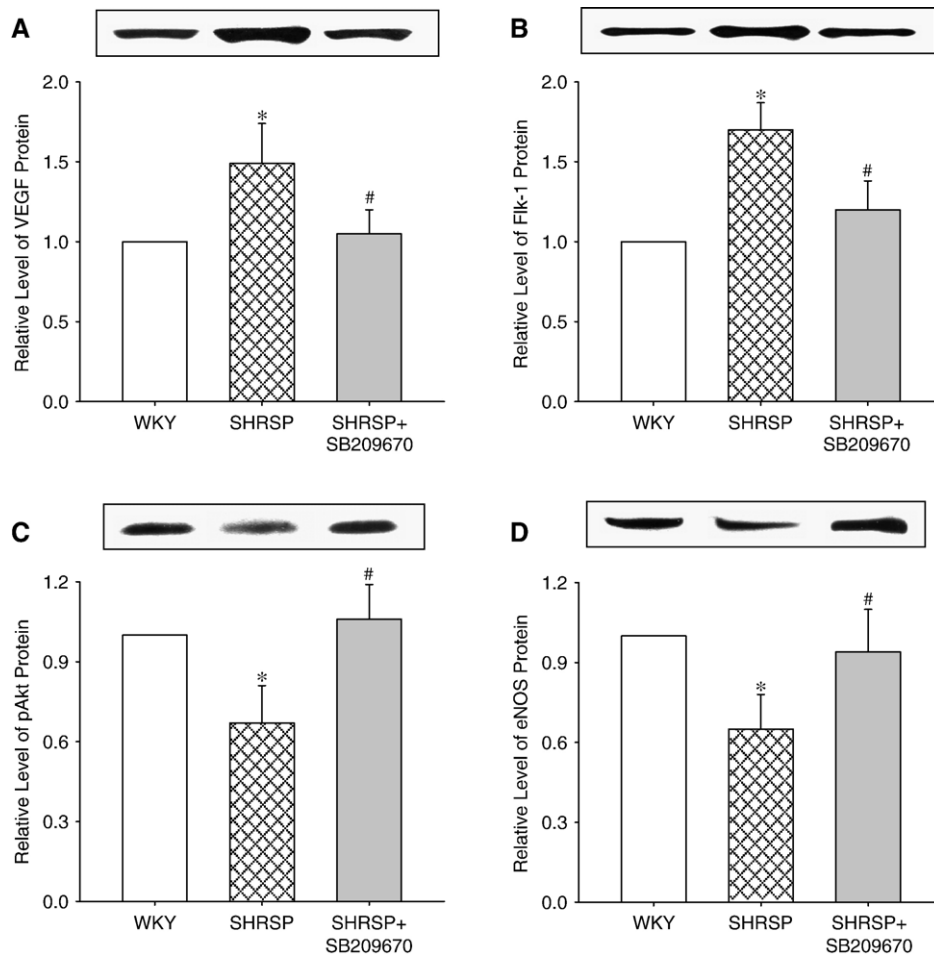 A
Relative Level of VEGF Protein
2.0
1.5
1.0
0.5
0.0
*
#
WKY
SHRSP
SHRSP+
SB209670
B
Relative Level of Flk-1 Protein
2.0
1.5
1.0
0.5
0.0
*
#
WKY
SHRSP
SHRSP+
SB209670
C
Relative Level of pAkt Protein
1.2
0.9
0.6
0.3
0.0
*
#
WKY
SHRSP
SHRSP+
SB209670
D
Relative Level of eNOS Protein
1.2
0.9
0.6
0.3
0.0
*
#
WKY
SHRSP
SHRSP+
SB209670